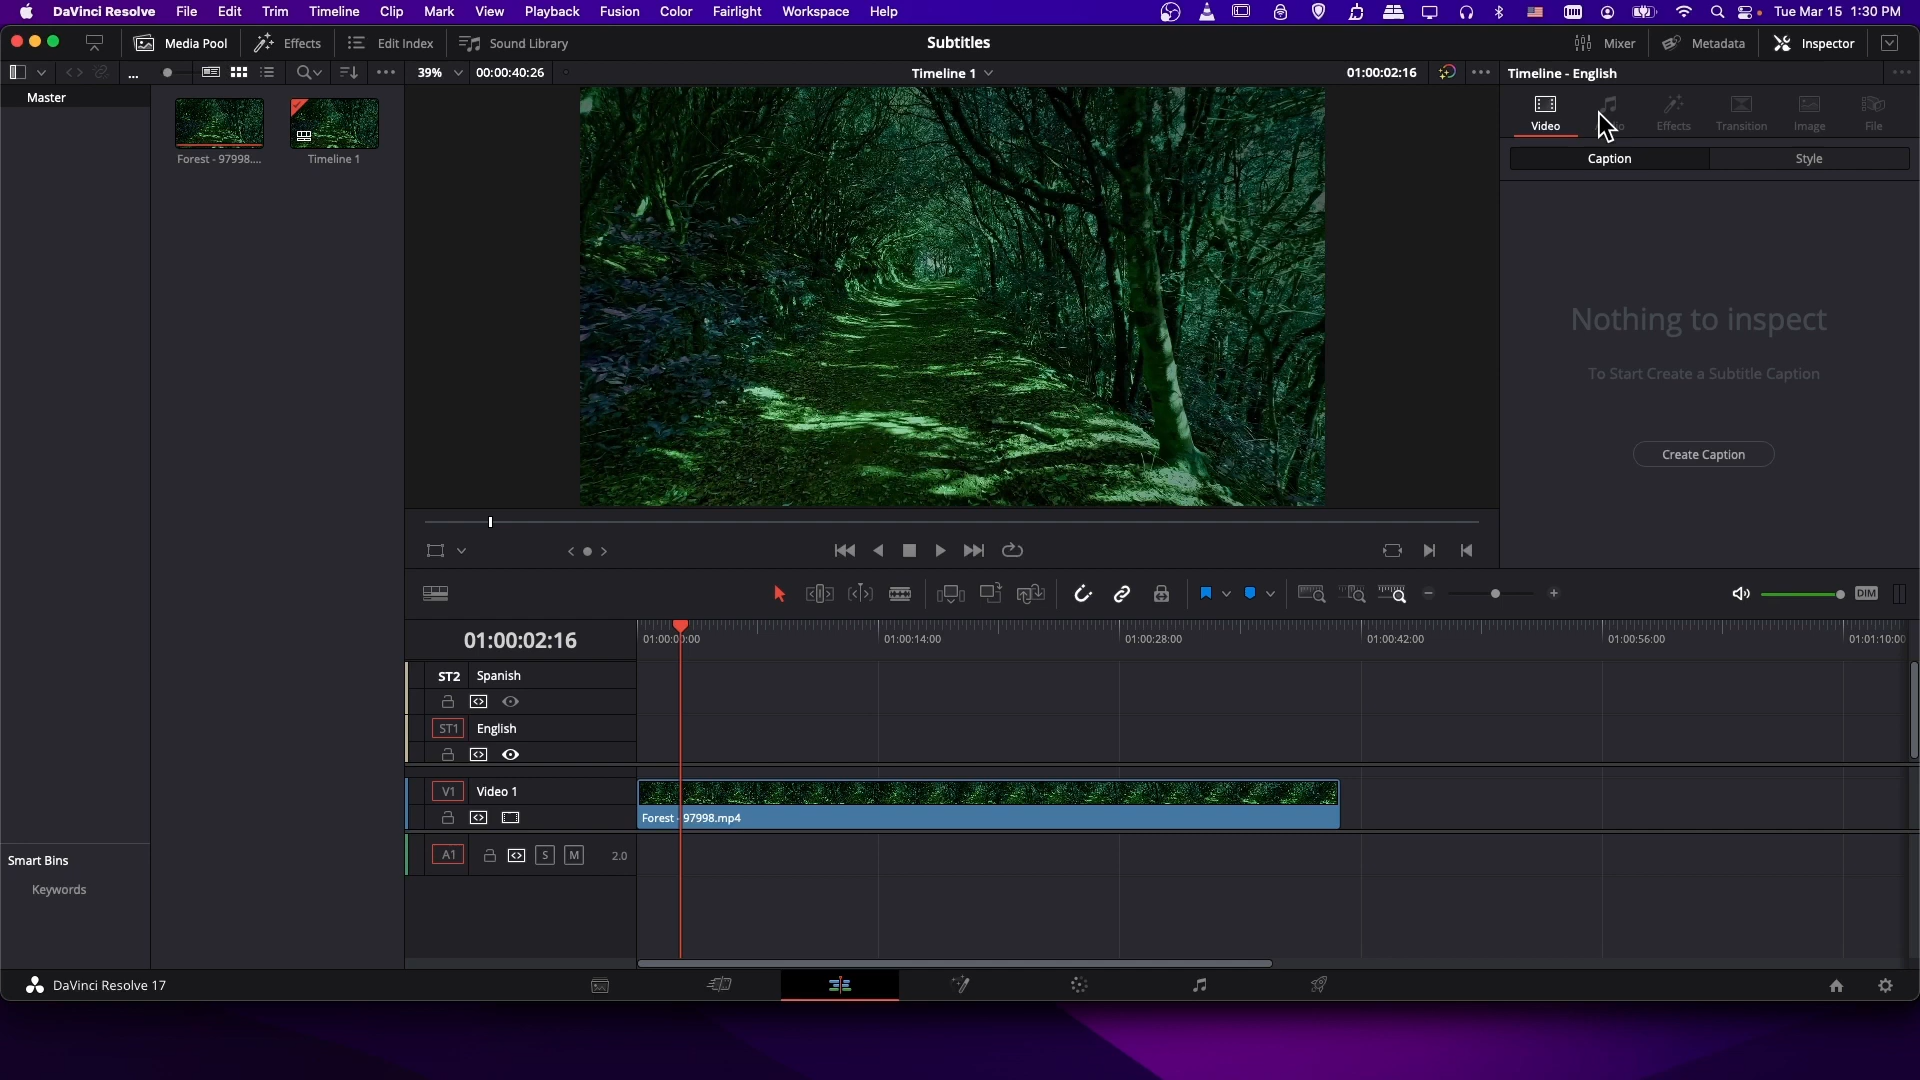 DaVinci Resolve File Edit Trim Timeline Clip Mark View Playback Fusion Color Fairlight Workspace Help Tue Mar 15 1:30 PM
Media Pool Effects Edit Index Sound Library Subtitles Mixer Metadata Inspector
... 39% 00:00:40:26 Timeline 1 01:00:02:16 Timeline - English
Master
Video Effects Transition Image File
Forest - 97998.... Timeline 1
Caption Style
Nothing to inspect
To Start Create a Subtitle Caption
Create Caption
DIM
01:00:02:16
01:00:00:00 01:00:14:00 01:00:28:00 01:00:42:00 01:00:56:00 01:01:10:00
ST2 Spanish
ST1 English
V1 Video 1
Forest - 97998.mp4
A1 S M 2.0
Smart Bins
Keywords
DaVinci Resolve 17